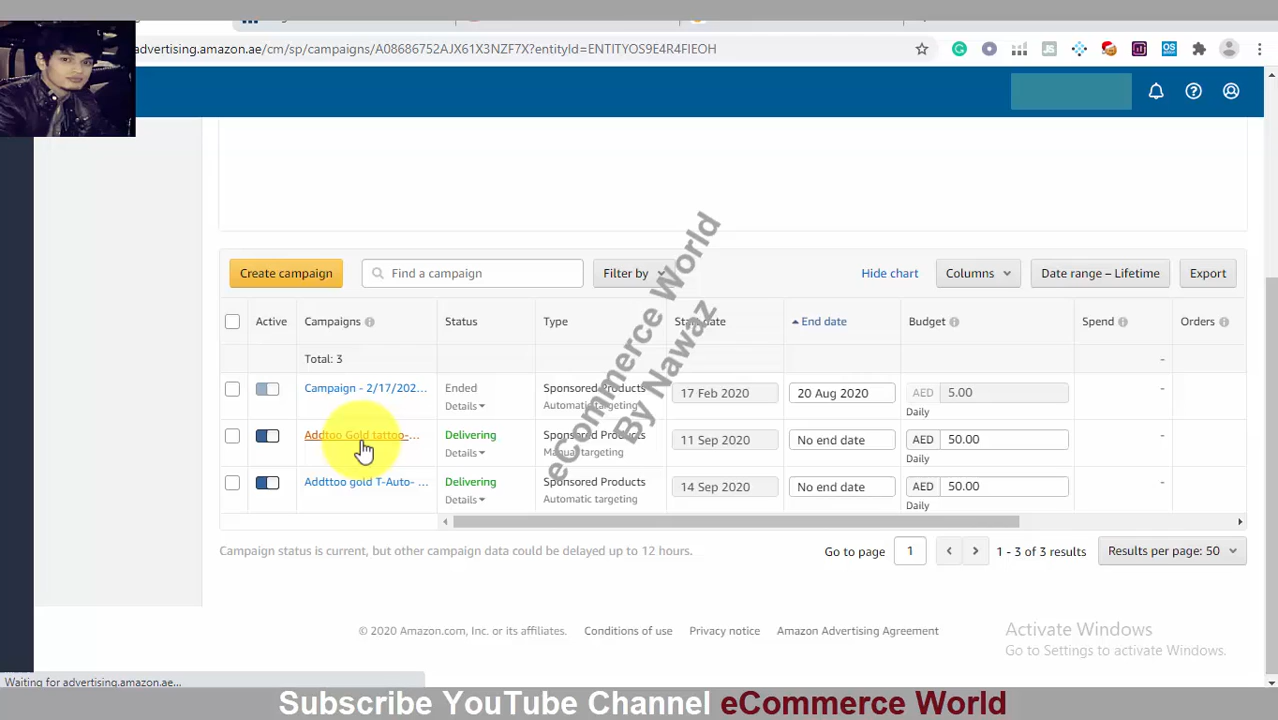 advertising.amazon.ae/cm/sp/campaigns/A08686752AJX61X3NZF7X?entityId=ENTITYOS9E4R4FIEOH
Create campaign
Find a campaign
Filter by
Hide chart
Columns
Date range – Lifetime
Export
Active
Campaigns
Status
Type
Start date
End date
Budget
Spend
Orders
Total: 3
-
Campaign - 2/17/202...
Ended
Details
Sponsored Products
Automatic targeting
17 Feb 2020
20 Aug 2020
AED 5.00
Daily
-
Addtoo Gold tattoo-...
Delivering
Details
Sponsored Products
Manual targeting
11 Sep 2020
No end date
AED 50.00
Daily
-
Addttoo gold T-Auto- ...
Delivering
Details
Sponsored Products
Automatic targeting
14 Sep 2020
No end date
AED 50.00
Daily
-
eCommerce World
By Nawaz
Campaign status is current, but other campaign data could be delayed up to 12 hours.
Go to page 1
1 - 3 of 3 results
Results per page: 50
© 2020 Amazon.com, Inc. or its affiliates.
Conditions of use
Privacy notice
Amazon Advertising Agreement
Activate Windows
Go to Settings to activate Windows.
Waiting for advertising.amazon.ae...
Subscribe YouTube Channel eCommerce World